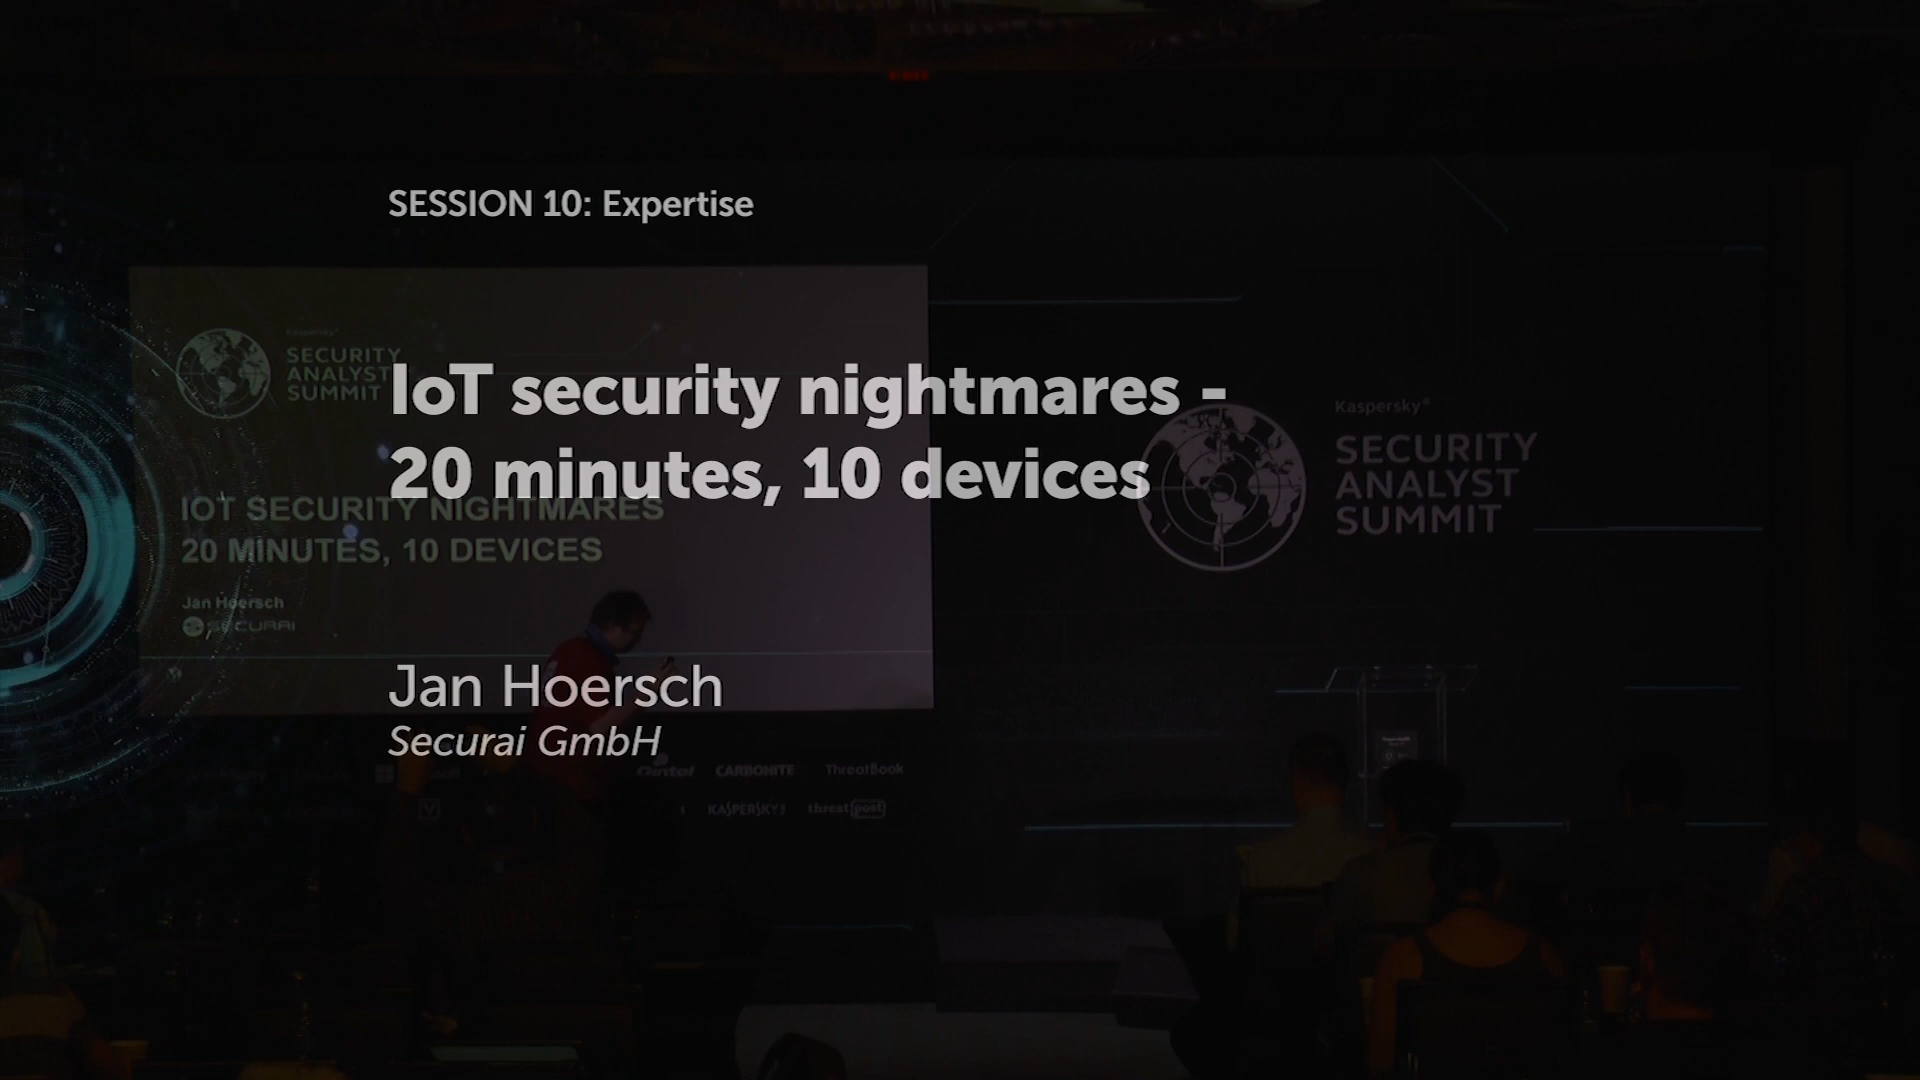 SESSION 10: Expertise
IoT security nightmares -
20 minutes, 10 devices
Jan Hoersch
Securai GmbH
Kaspersky
SECURITY
ANALYST
SUMMIT
IOT SECURITY NIGHTMARES
20 MINUTES, 10 DEVICES
Jan Hoersch
SECURAI
Kaspersky
SECURITY
ANALYST
SUMMIT
CARBONITE
ThreatBook
KASPERSKY
threatpost